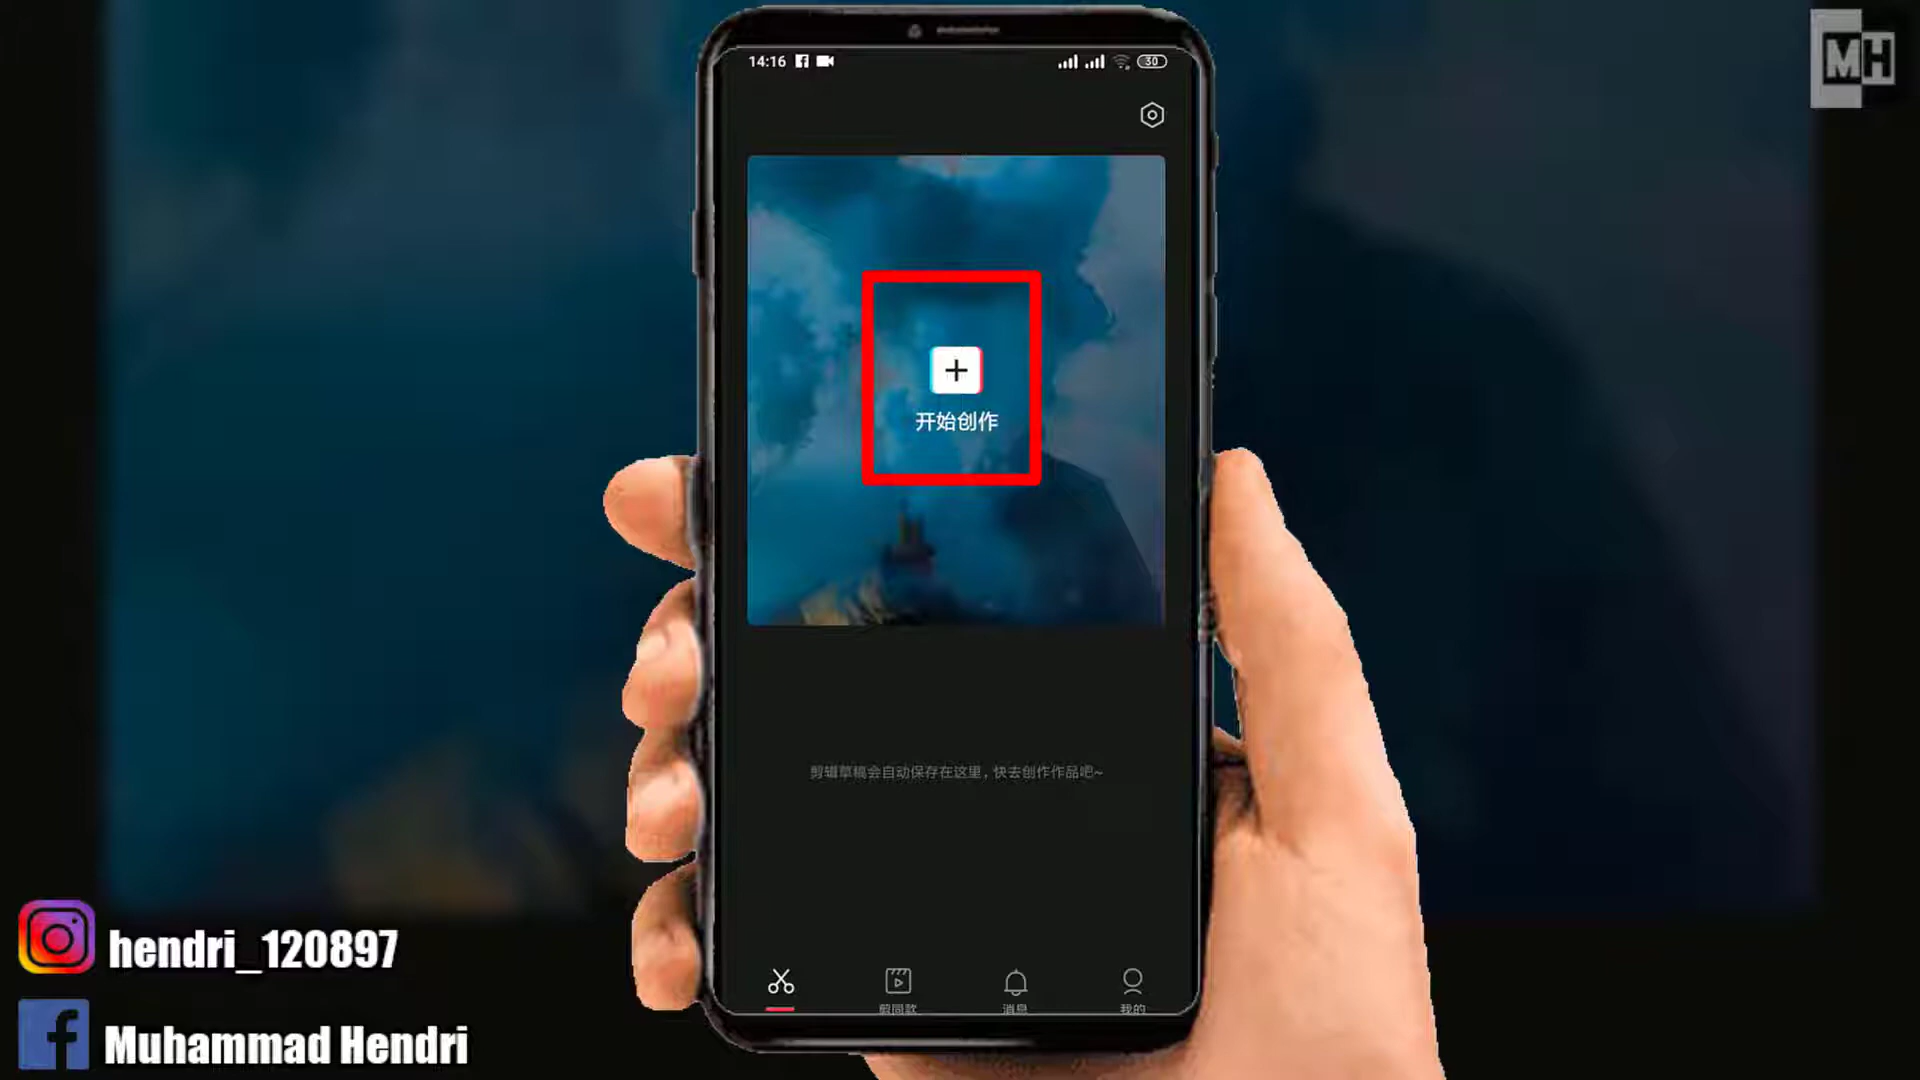 MH
14:16
30
开始创作
剪辑草稿会自动保存在这里，快去创作作品吧~
剪同款
消息
我的
hendri_120897
Muhammad Hendri